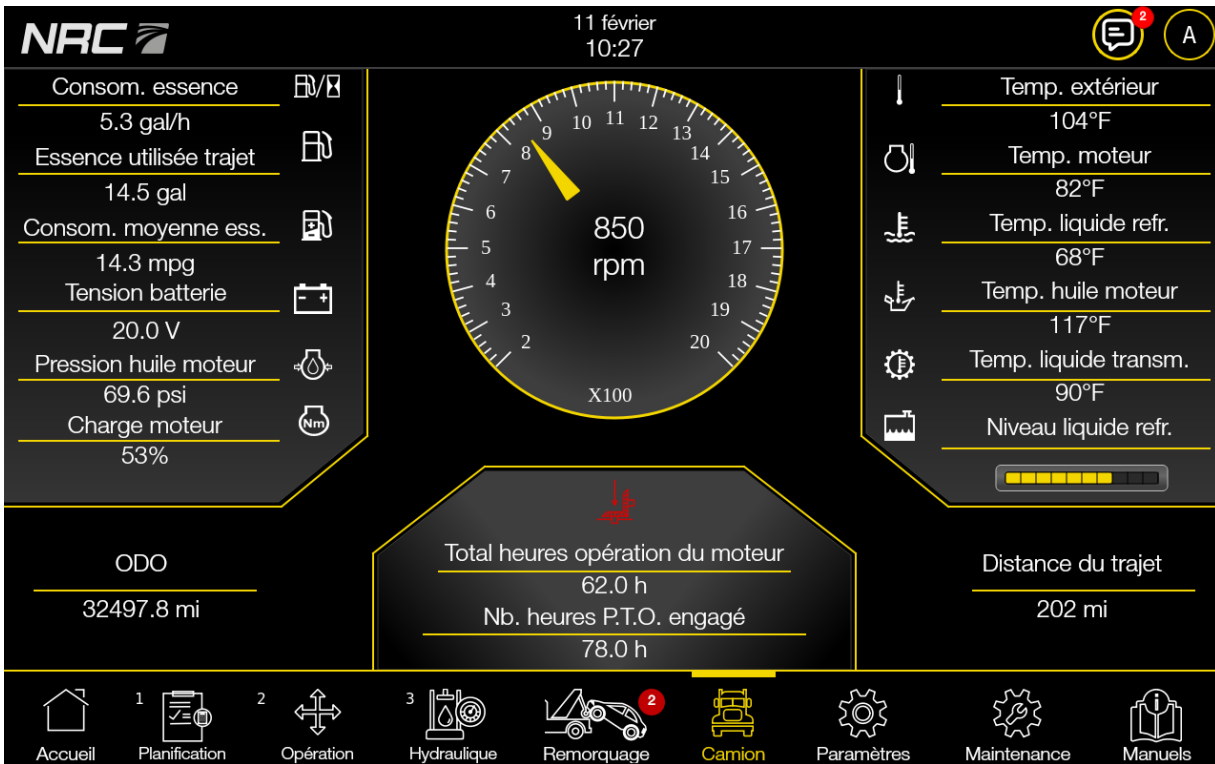 NRC
11 février
10:27
2
A
Consom. essence
5.3 gal/h
Essence utilisée trajet
14.5 gal
Consom. moyenne ess.
14.3 mpg
Tension batterie
20.0 V
Pression huile moteur
69.6 psi
Charge moteur
Nm
53%
2
3
4
5
6
7
8
9
10
11
12
13
14
15
16
17
18
19
20
850
rpm
X100
Temp. extérieur
104°F
Temp. moteur
82°F
Temp. liquide refr.
68°F
Temp. huile moteur
117°F
Temp. liquide transm.
90°F
Niveau liquide refr.
ODO
32497.8 mi
Total heures opération du moteur
62.0 h
Nb. heures P.T.O. engagé
78.0 h
Distance du trajet
202 mi
Accueil
1
Planification
2
Opération
3
Hydraulique
2
Remorquage
Camion
Paramètres
Maintenance
Manuels